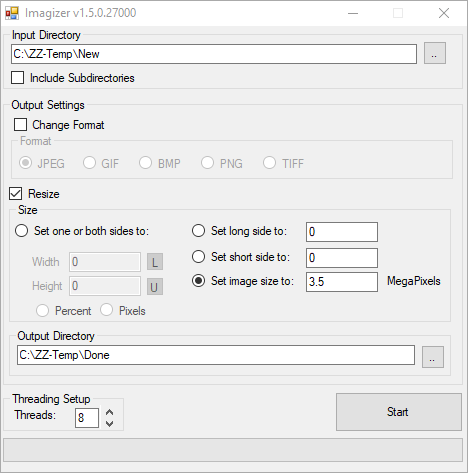 Imagizer v1.5.0.27000
Input Directory
C:\ZZ-Temp\New
..
Include Subdirectories
Output Settings
Change Format
Format
JPEG GIF BMP PNG TIFF
Resize
Size
Set one or both sides to: Set long side to: 0
Width 0 L Set short side to: 0
Height 0 U Set image size to: 3.5 MegaPixels
Percent Pixels
Output Directory
C:\ZZ-Temp\Done
..
Threading Setup
Threads: 8
Start